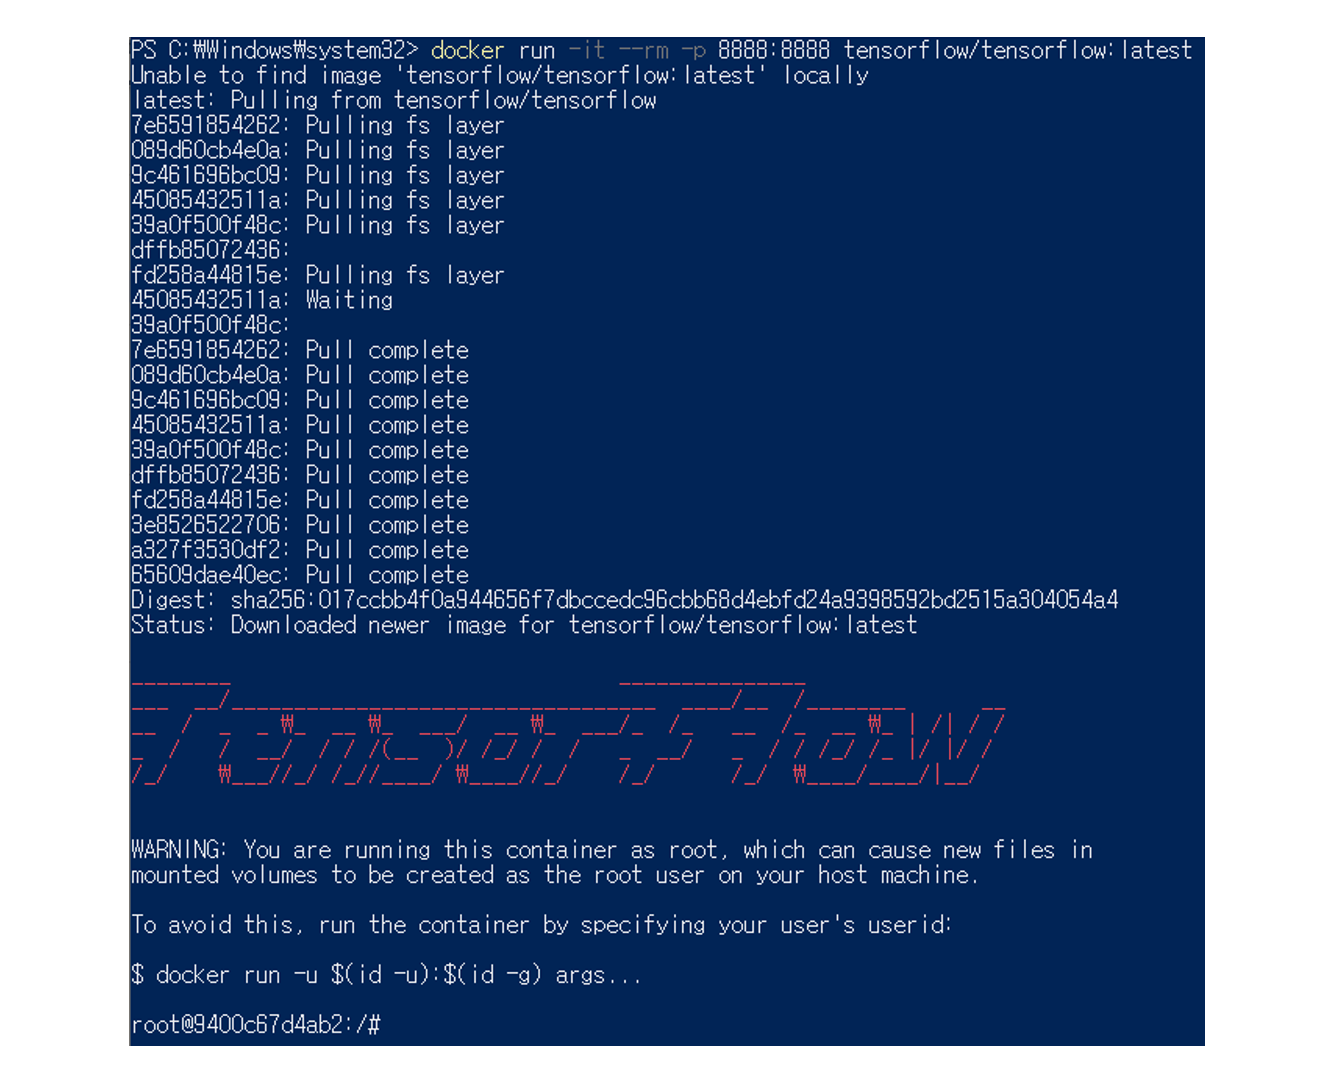 PS C:₩Windows₩system32> docker run -it --rm -p 8888:8888 tensorflow/tensorflow:latest
Unable to find image 'tensorflow/tensorflow:latest' locally
latest: Pulling from tensorflow/tensorflow
7e6591854262: Pulling fs layer
089d60cb4e0a: Pulling fs layer
9c461696bc09: Pulling fs layer
45085432511a: Pulling fs layer
39a0f500f48c: Pulling fs layer
dffb85072436:
fd258a44815e: Pulling fs layer
45085432511a: Waiting
39a0f500f48c:
7e6591854262: Pull complete
089d60cb4e0a: Pull complete
9c461696bc09: Pull complete
45085432511a: Pull complete
39a0f500f48c: Pull complete
dffb85072436: Pull complete
fd258a44815e: Pull complete
3e8526522706: Pull complete
a327f3530df2: Pull complete
65609dae40ec: Pull complete
Digest: sha256:017ccbb4f0a944656f7dbccedc96cbb68d4ebfd24a9398592bd2515a304054a4
Status: Downloaded newer image for tensorflow/tensorflow:latest
TensorFlow
WARNING: You are running this container as root, which can cause new files in
mounted volumes to be created as the root user on your host machine.
To avoid this, run the container by specifying your user's userid:
$ docker run -u $(id -u):$(id -g) args...
root@9400c67d4ab2:/#